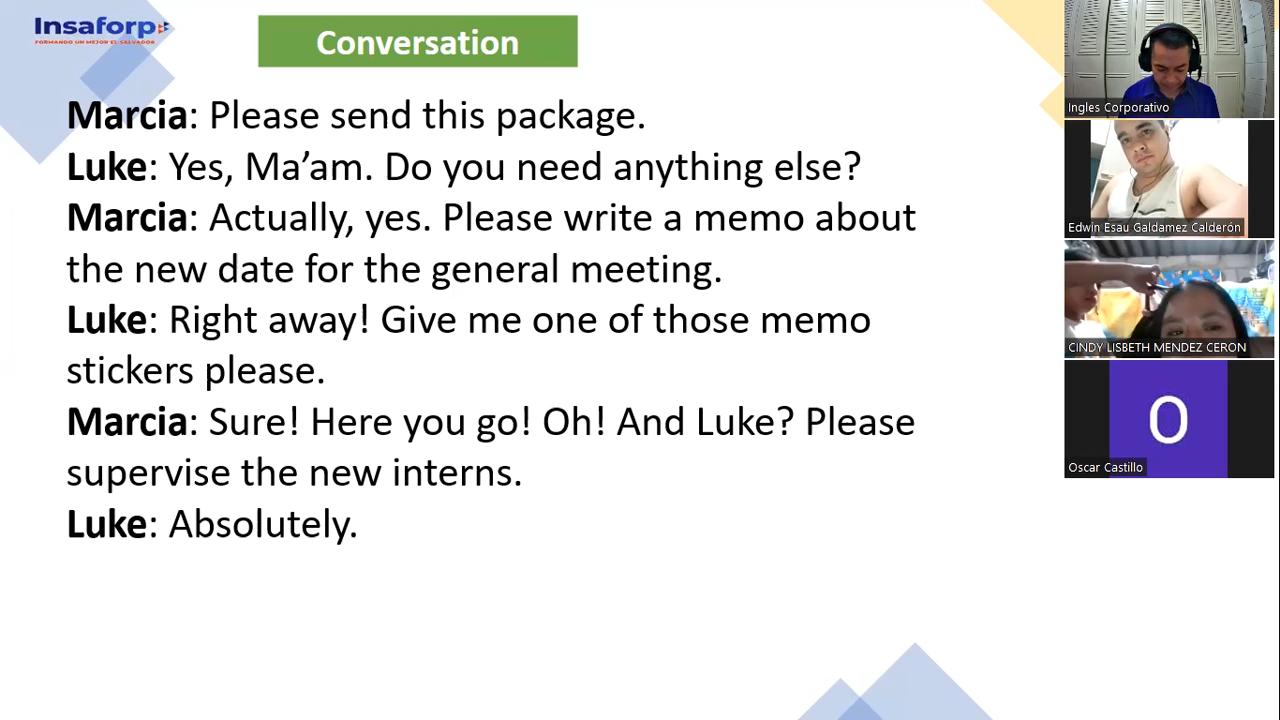 Insaforp
FORMANDO UN MEJOR EL SALVADOR
Conversation
Marcia: Please send this package.
Luke: Yes, Ma’am. Do you need anything else?
Marcia: Actually, yes. Please write a memo about
the new date for the general meeting.
Luke: Right away! Give me one of those memo
stickers please.
Marcia: Sure! Here you go! Oh! And Luke? Please
supervise the new interns.
Luke: Absolutely.
Ingles Corporativo
Edwin Esau Galdamez Calderón
CINDY LISBETH MENDEZ CERON
O
Oscar Castillo